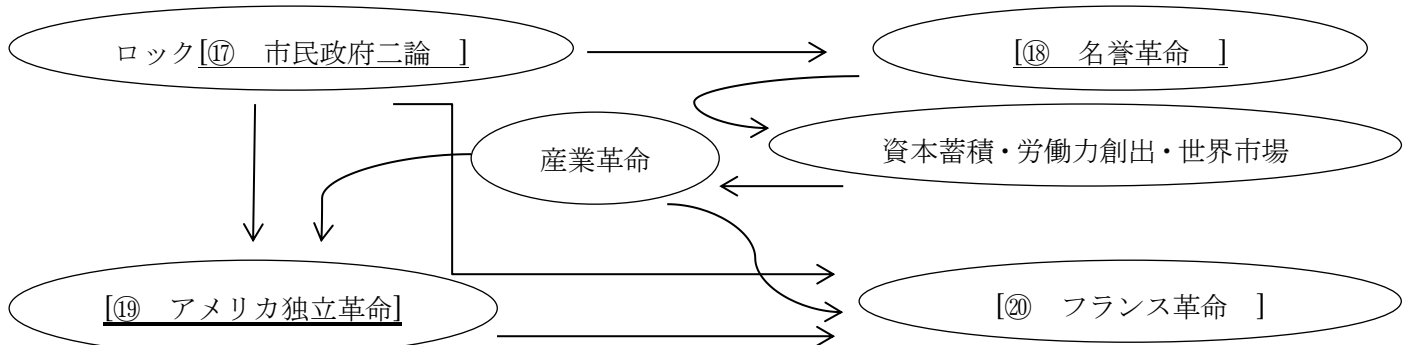 ロック[⑰　市民政府二論　]
[⑱　名誉革命　]
産業革命
資本蓄積・労働力創出・世界市場
[⑲　アメリカ独立革命]
[⑳　フランス革命　]